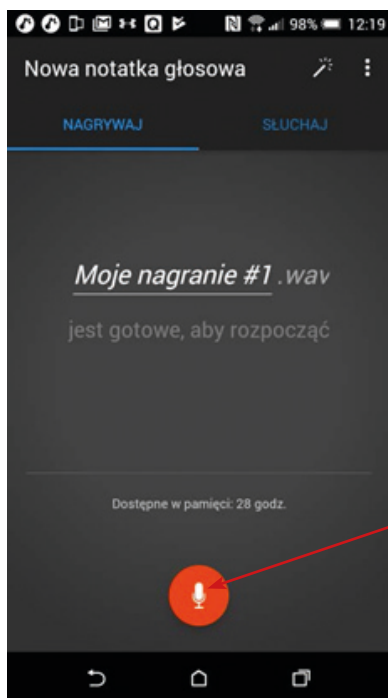 98% 12:19
Nowa notatka głosowa
NAGRYWAJ SŁUCHAJ
Moje nagranie #1 .wav
jest gotowe, aby rozpocząć
Dostępne w pamięci: 28 godz.